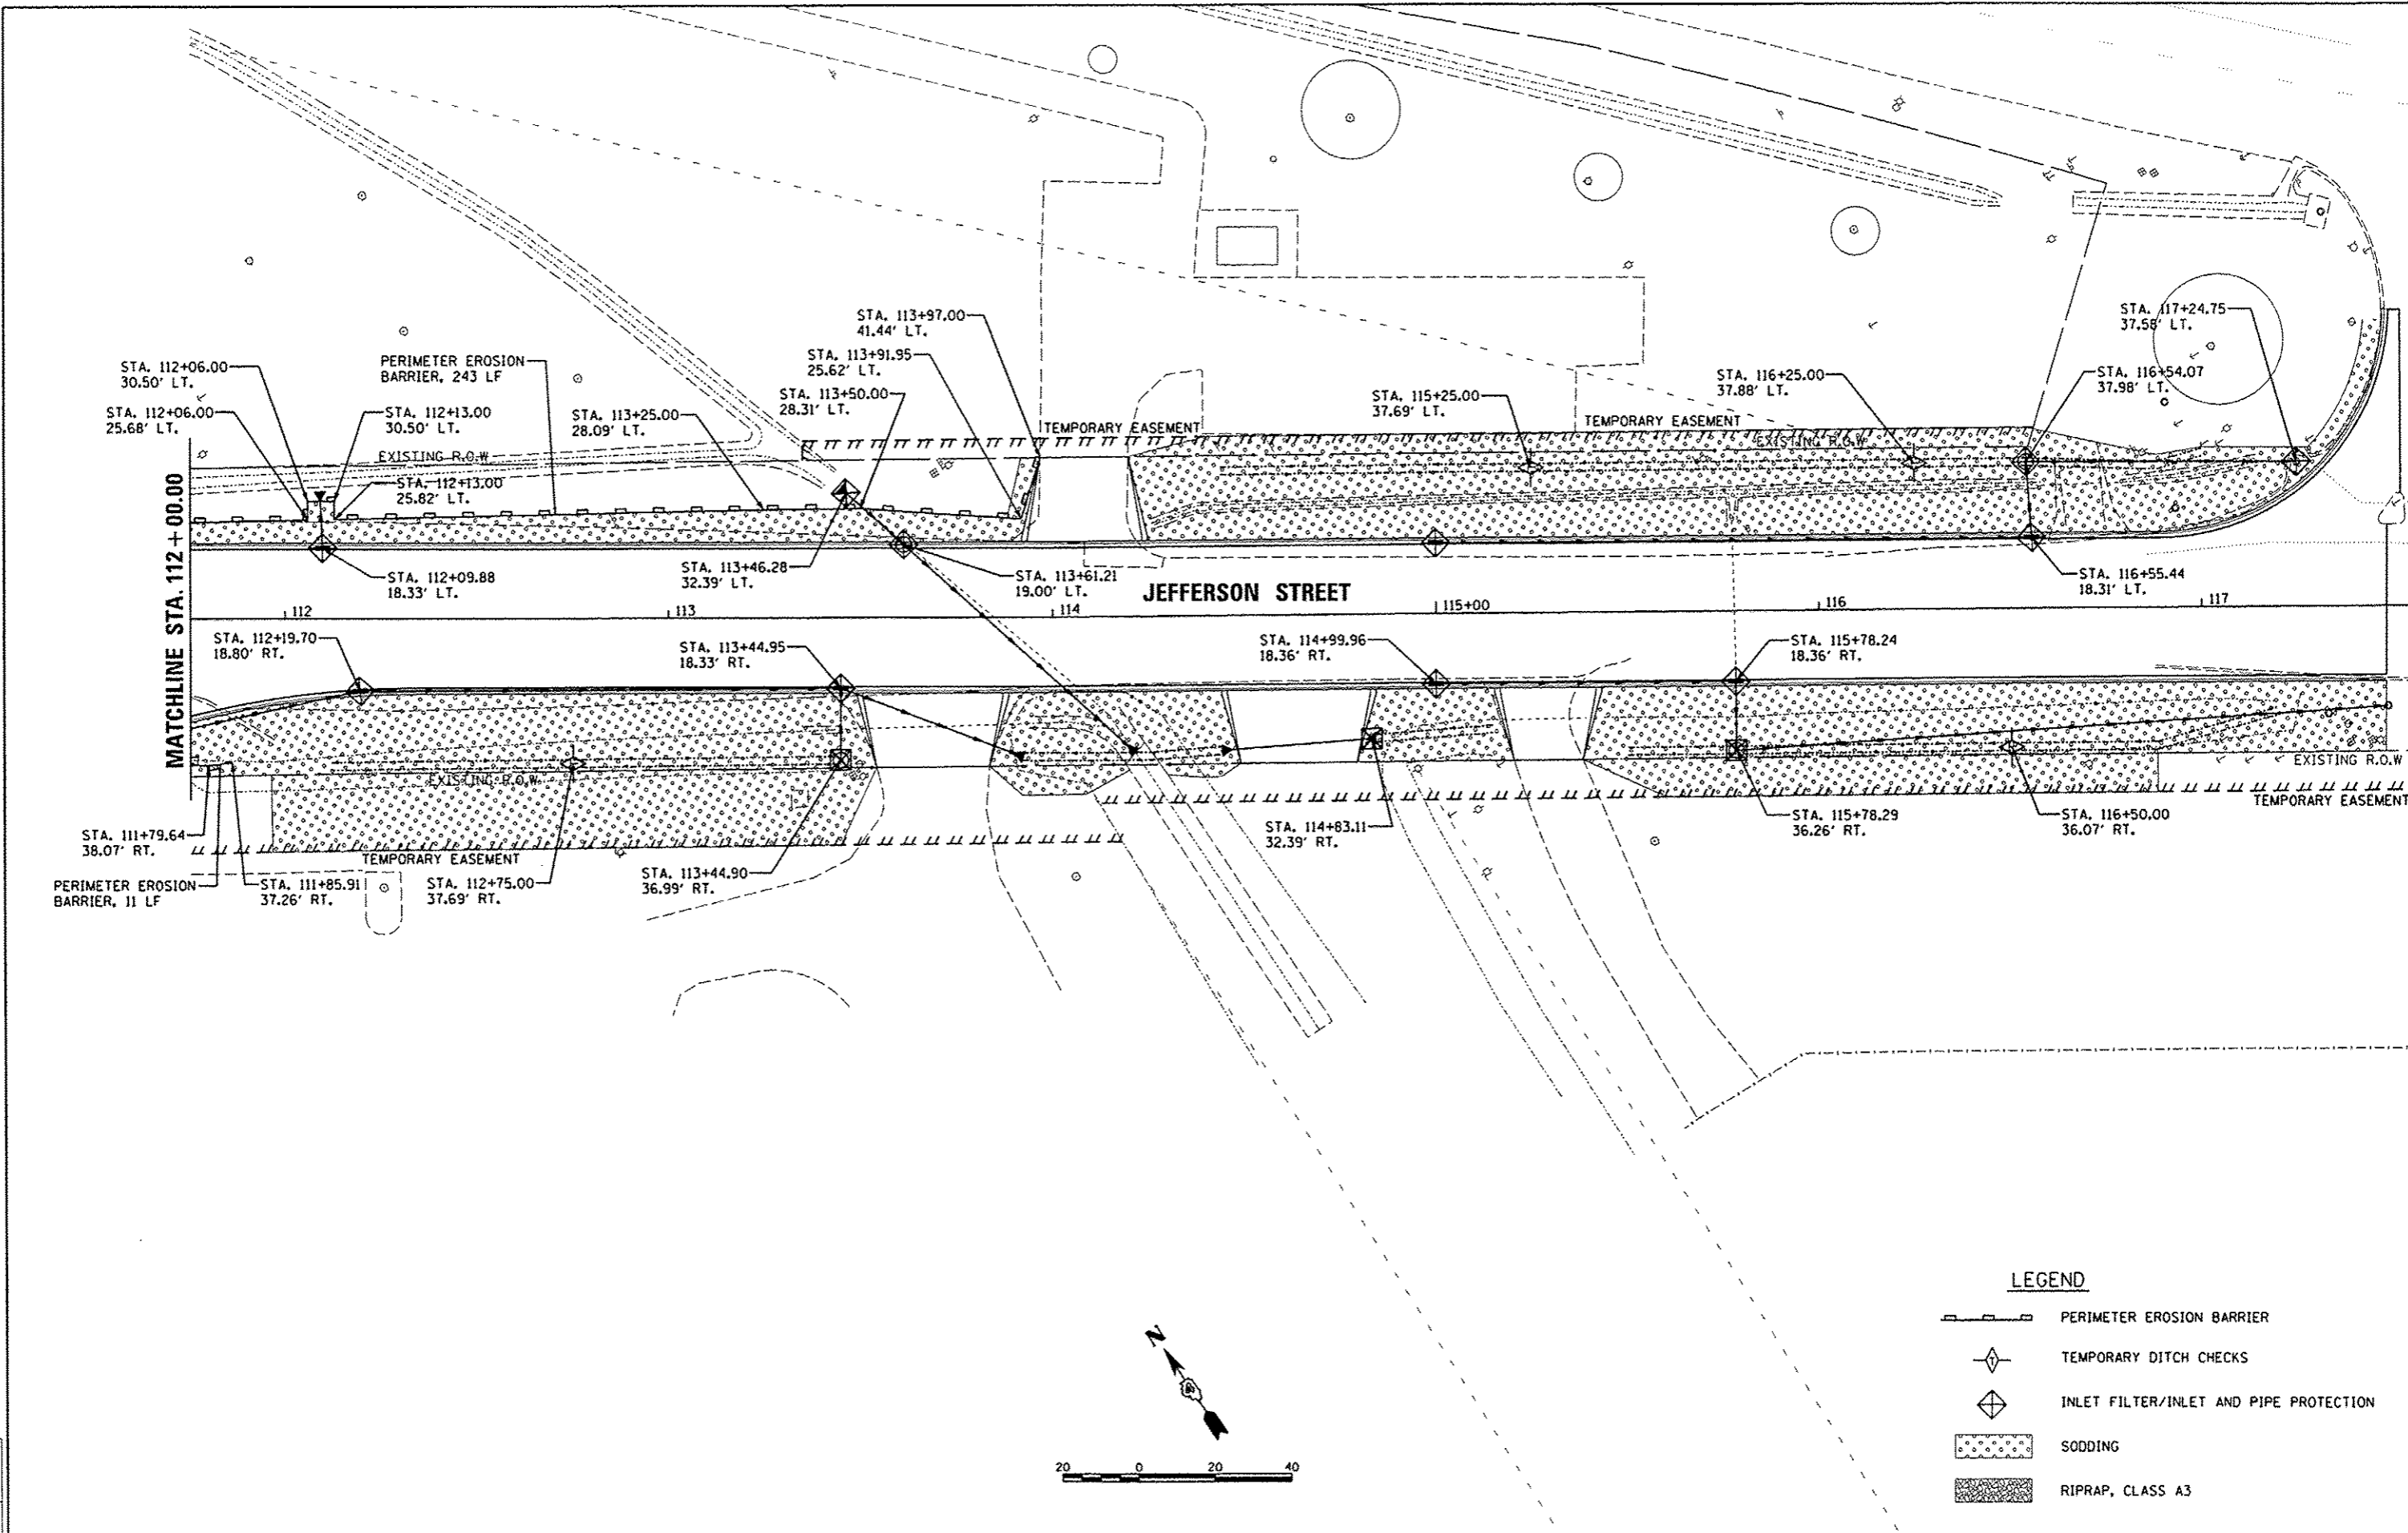 STA. 113+97.00
41.44' LT.
STA. 117+24.75
37.58' LT.
STA. 113+91.95
25.62' LT.
PERIMETER EROSION
BARRIER, 243 LF
STA. 112+06.00
30.50' LT.
STA. 116+54.07
37.98' LT.
STA. 116+25.00
37.88' LT.
STA. 113+50.00
28.31' LT.
STA. 115+25.00
37.69' LT.
STA. 112+06.00
25.68' LT.
STA. 112+13.00
30.50' LT.
STA. 113+25.00
28.09' LT.
TEMPORARY EASEMENT
TEMPORARY EASEMENT
EXISTING R.O.W
EXISTING R.O.W
STA. 112+13.00
25.82' LT.
MATCHLINE STA. 112 + 00.00
STA. 112+09.88
18.33' LT.
STA. 113+46.28
32.39' LT.
STA. 113+61.21
19.00' LT.
STA. 116+55.44
18.31' LT.
JEFFERSON STREET
112
113
114
115+00
116
117
STA. 112+19.70
18.80' RT.
STA. 113+44.95
18.33' RT.
STA. 114+99.96
18.36' RT.
STA. 115+78.24
18.36' RT.
EXISTING R.O.W
EXISTING R.O.W
TEMPORARY EASEMENT
STA. 111+79.64
38.07' RT.
STA. 114+83.11
32.39' RT.
STA. 115+78.29
36.26' RT.
STA. 116+50.00
36.07' RT.
TEMPORARY EASEMENT
PERIMETER EROSION
BARRIER, 11 LF
STA. 111+85.91
37.26' RT.
STA. 112+75.00
37.69' RT.
STA. 113+44.90
36.99' RT.
LEGEND
PERIMETER EROSION BARRIER
T
TEMPORARY DITCH CHECKS
INLET FILTER/INLET AND PIPE PROTECTION
SODDING
RIPRAP, CLASS A3
N
20 0 20 40